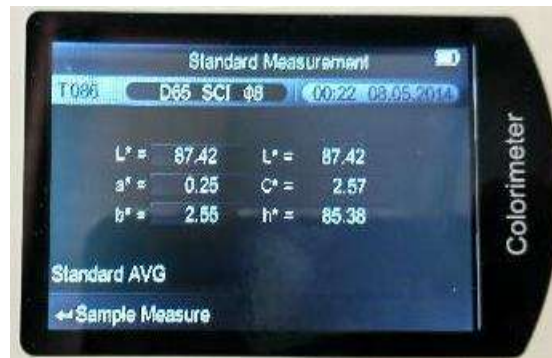 Standard Measurement
T086 D65 SCI Φ8 00:22 08.05.2014
L* = 87.42 L* = 87.42
a* = 0.25 C* = 2.57
b* = 2.55 h* = 85.38
Standard AVG
↵Sample Measure
Colorimeter